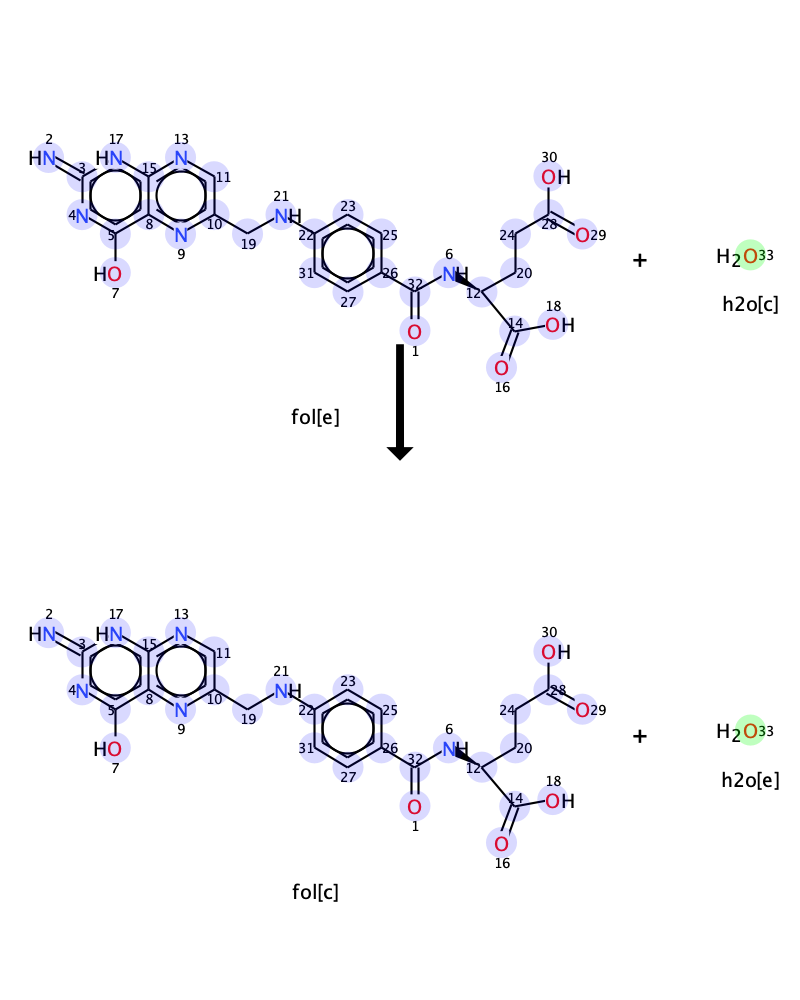 30
OH
2 17 13
HN HN N
3 15 11
28
21 23 24 O 29
4 N 5 8 10 NH 22 25 + H2O 33
N 19 6 20
9 31 26 NH
HO 27 32 12 18 h2o[c]
7 14 OH
O O
1 16
fol[e]
30
OH
2 17 13
HN HN N
3 15 11
28
21 23 24 O 29
4 N 5 8 10 NH 22 25 + H2O 33
N 19 6 20
9 31 26 NH
HO 27 32 12 18 h2o[e]
7 14 OH
O O
1 16
fol[c]